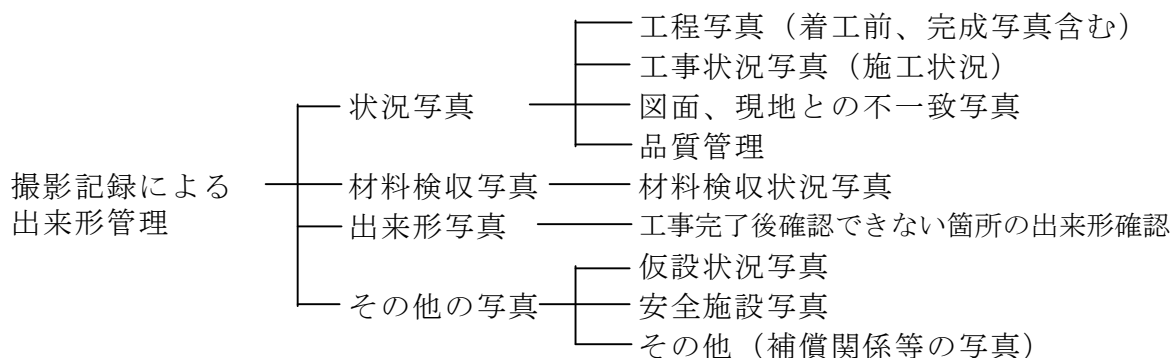 工程写真（着工前、完成写真含む）
工事状況写真（施工状況）
状況写真
図面、現地との不一致写真
品質管理
撮影記録による
出来形管理
材料検収写真
材料検収状況写真
出来形写真
工事完了後確認できない箇所の出来形確認
仮設状況写真
その他の写真
安全施設写真
その他（補償関係等の写真）